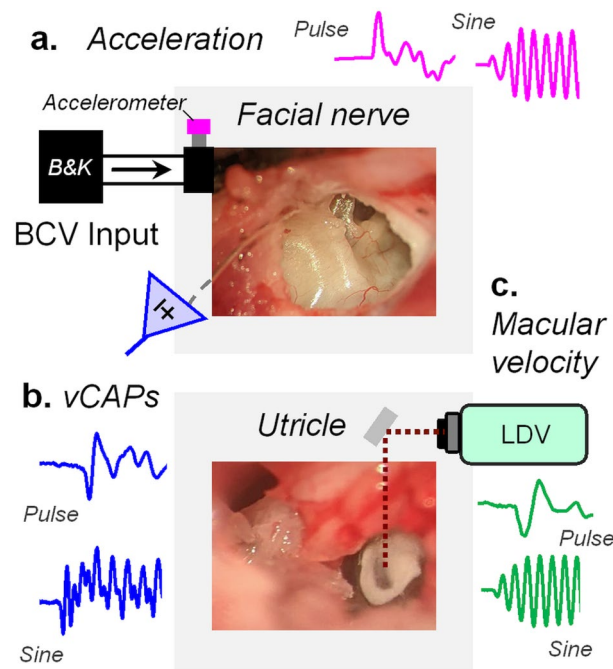 a. Acceleration
Pulse
Sine
Accelerometer
Facial nerve
B&K
BCV Input
c.
Macular
velocity
b. vCAPs
Utricle
LDV
Pulse
Pulse
Sine
Sine